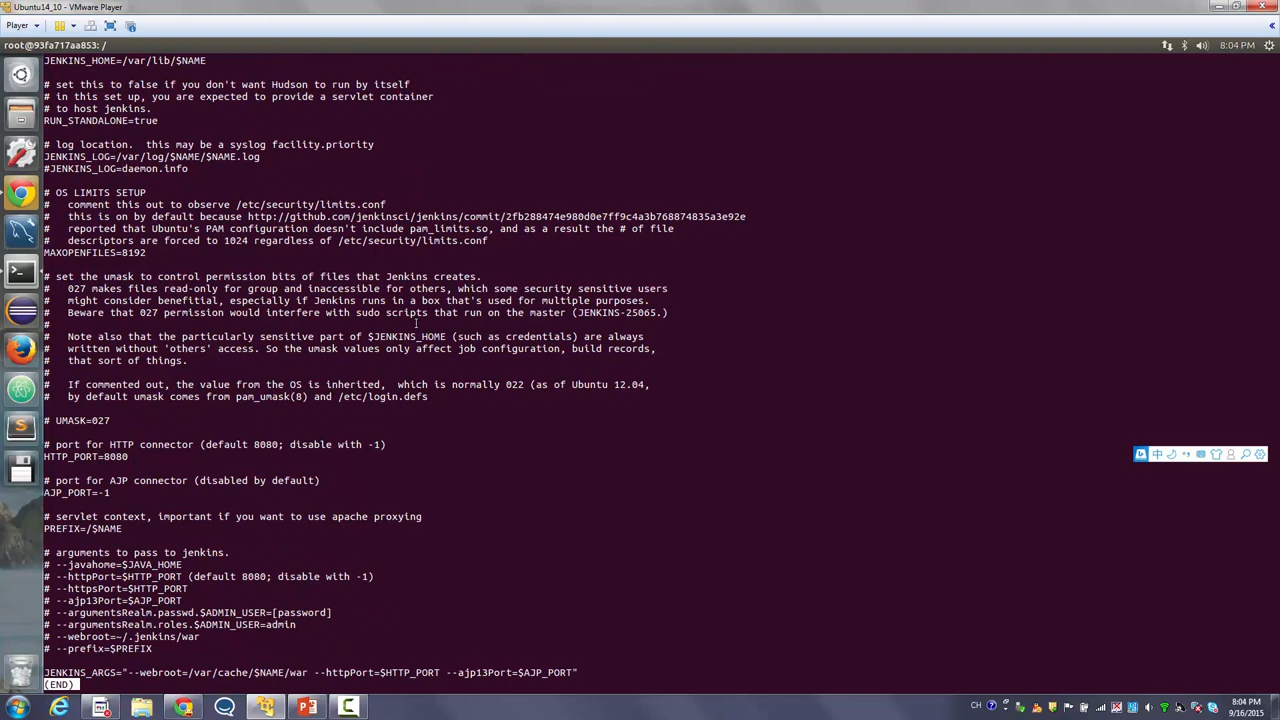 Ubuntu14_10 - VMware Player
Player
root@93fa717aa853: /
8:04 PM
JENKINS_HOME=/var/lib/$NAME
# set this to false if you don't want Hudson to run by itself
# in this set up, you are expected to provide a servlet container
# to host jenkins.
RUN_STANDALONE=true
# log location.  this may be a syslog facility.priority
JENKINS_LOG=/var/log/$NAME/$NAME.log
#JENKINS_LOG=daemon.info
# OS LIMITS SETUP
#   comment this out to observe /etc/security/limits.conf
#   this is on by default because http://github.com/jenkinsci/jenkins/commit/2fb288474e980d0e7ff9c4a3b768874835a3e92e
#   reported that Ubuntu's PAM configuration doesn't include pam_limits.so, and as a result the # of file
#   descriptors are forced to 1024 regardless of /etc/security/limits.conf
MAXOPENFILES=8192
# set the umask to control permission bits of files that Jenkins creates.
#   027 makes files read-only for group and inaccessible for others, which some security sensitive users
#   might consider benefitial, especially if Jenkins runs in a box that's used for multiple purposes.
#   Beware that 027 permission would interfere with sudo scripts that run on the master (JENKINS-25065.)
#
#   Note also that the particularly sensitive part of $JENKINS_HOME (such as credentials) are always
#   written without 'others' access. So the umask values only affect job configuration, build records,
#   that sort of things.
#
#   If commented out, the value from the OS is inherited,  which is normally 022 (as of Ubuntu 12.04,
#   by default umask comes from pam_umask(8) and /etc/login.defs
# UMASK=027
# port for HTTP connector (default 8080; disable with -1)
HTTP_PORT=8080
# port for AJP connector (disabled by default)
AJP_PORT=-1
# servlet context, important if you want to use apache proxying
PREFIX=/$NAME
# arguments to pass to jenkins.
# --javahome=$JAVA_HOME
# --httpPort=$HTTP_PORT (default 8080; disable with -1)
# --httpsPort=$HTTP_PORT
# --ajp13Port=$AJP_PORT
# --argumentsRealm.passwd.$ADMIN_USER=[password]
# --argumentsRealm.roles.$ADMIN_USER=admin
# --webroot=~/.jenkins/war
# --prefix=$PREFIX
JENKINS_ARGS="--webroot=/var/cache/$NAME/war --httpPort=$HTTP_PORT --ajp13Port=$AJP_PORT"
(END)
中
CH
8:04 PM
9/16/2015